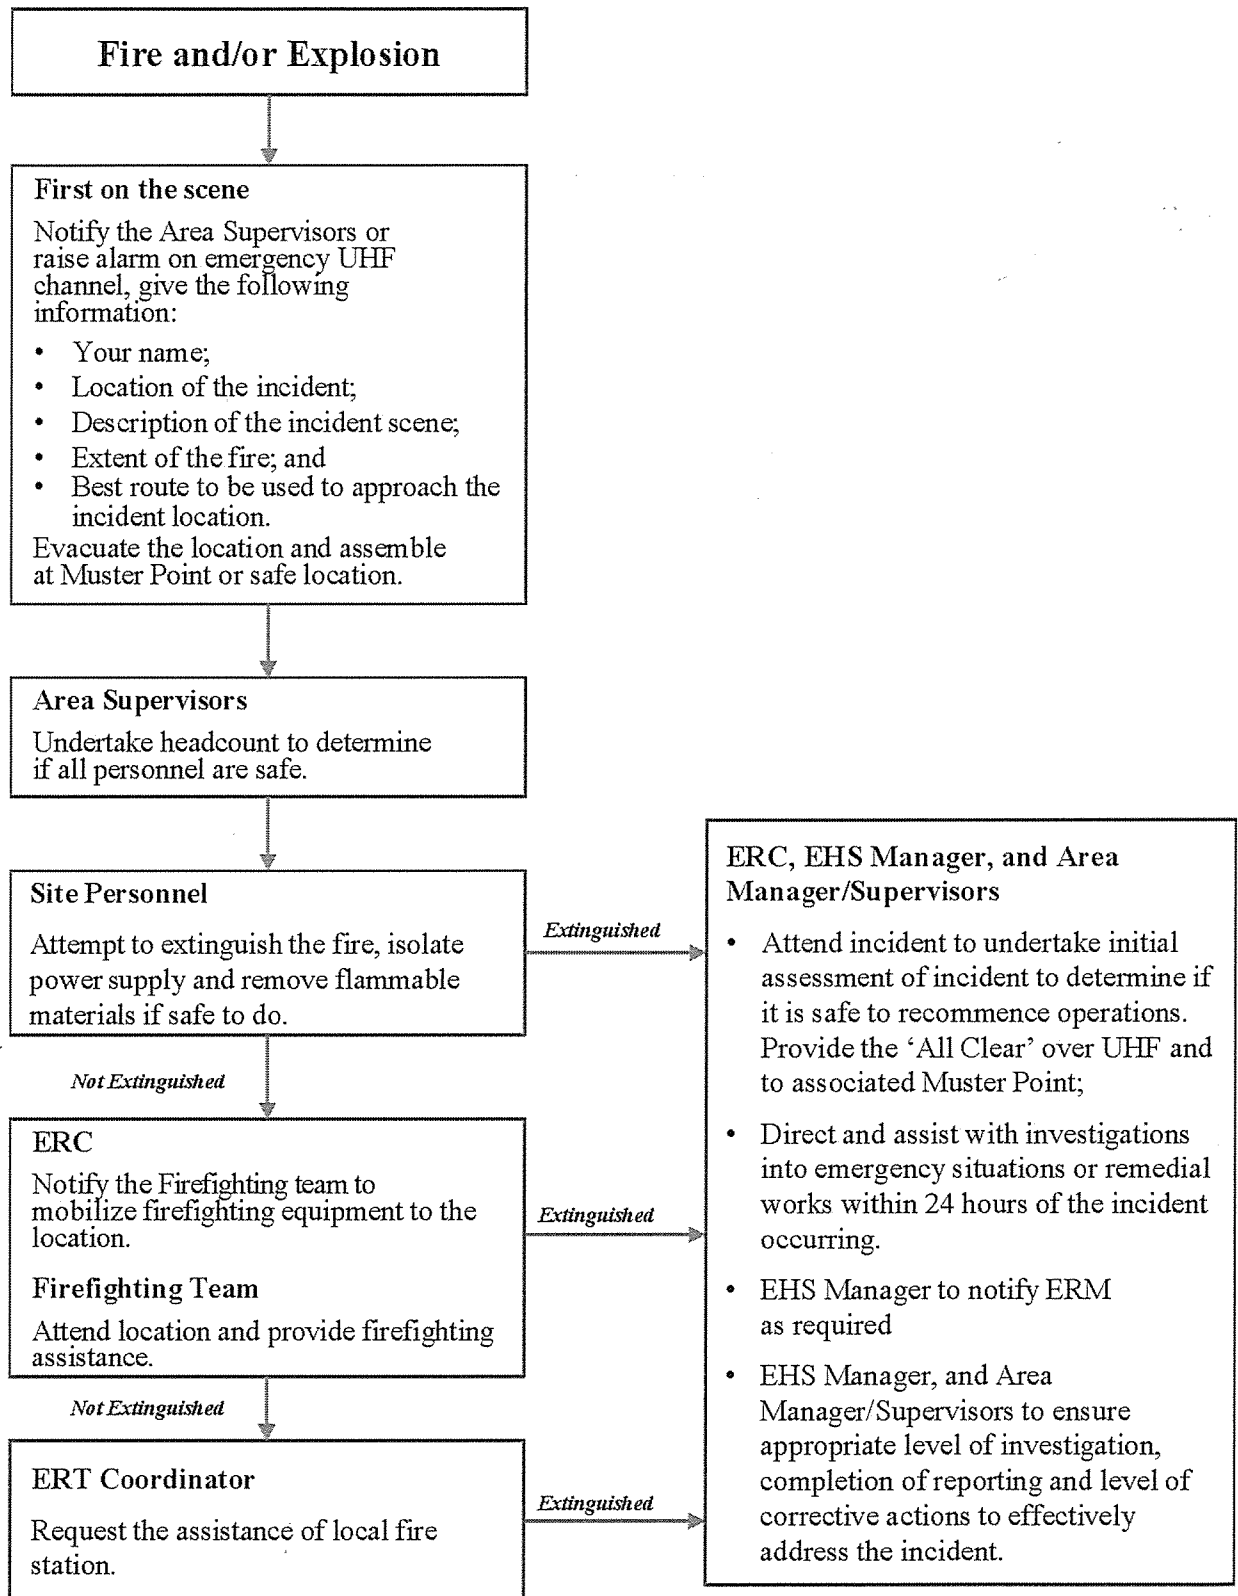 Fire and/or Explosion
First on the scene
Notify the Area Supervisors or
raise alarm on emergency UHF
channel, give the following
information:
• Your name;
• Location of the incident;
• Description of the incident scene;
• Extent of the fire; and
• Best route to be used to approach the
incident location.
Evacuate the location and assemble
at Muster Point or safe location.
Area Supervisors
Undertake headcount to determine
if all personnel are safe.
Site Personnel
Attempt to extinguish the fire, isolate
power supply and remove flammable
materials if safe to do.
Extinguished
Not Extinguished
ERC
Notify the Firefighting team to
mobilize firefighting equipment to the
location.
Firefighting Team
Attend location and provide firefighting
assistance.
Extinguished
Not Extinguished
ERT Coordinator
Request the assistance of local fire
station.
Extinguished
ERC, EHS Manager, and Area
Manager/Supervisors
• Attend incident to undertake initial
assessment of incident to determine if
it is safe to recommence operations.
Provide the ‘All Clear’ over UHF and
to associated Muster Point;
• Direct and assist with investigations
into emergency situations or remedial
works within 24 hours of the incident
occurring.
• EHS Manager to notify ERM
as required
• EHS Manager, and Area
Manager/Supervisors to ensure
appropriate level of investigation,
completion of reporting and level of
corrective actions to effectively
address the incident.